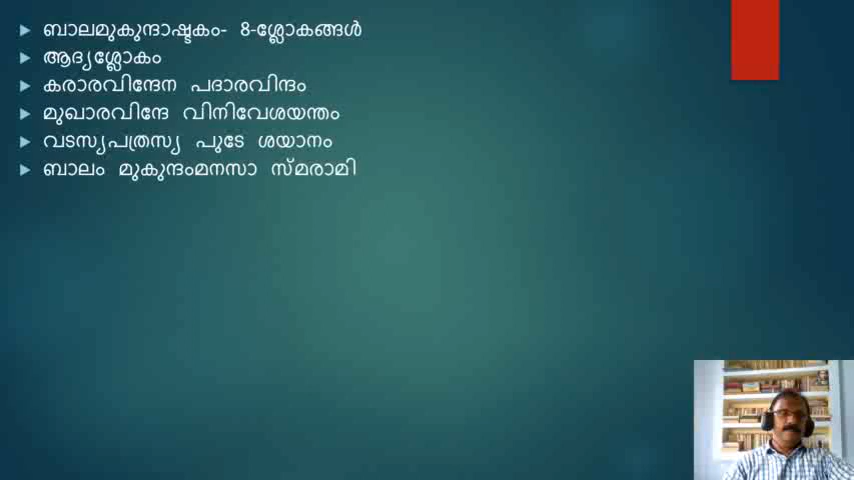 ബാലമുകുന്ദാഷ്ടകം- 8-ശ്ലോകങ്ങൾ
ആദ്യശ്ലോകം
കരാരവിന്ദേന പദാരവിന്ദം
മുഖാരവിന്ദേ വിനിവേശയന്തം
വടസ്യപത്രസ്യ പുടേ ശയാനം
ബാലം മുകുന്ദംമനസാ സ്മരാമി